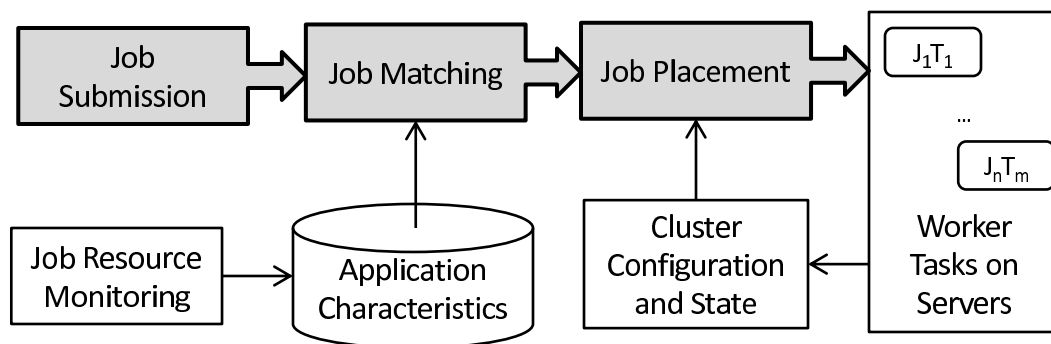 Job
Submission
Job Matching
Job Placement
J₁T₁
...
JₙTₘ
Job Resource
Monitoring
Application
Characteristics
Cluster
Configuration
and State
Worker
Tasks on
Servers